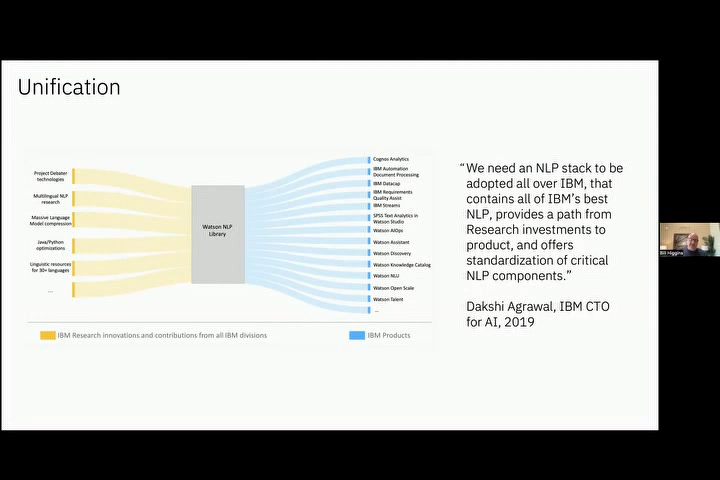 Unification
Project Debater
technologies
Multilingual NLP
research
Massive Language
Model compression
Java/Python
optimizations
Linguistic resources
for 30+ languages
...
Watson NLP
Library
Cognos Analytics
IBM Automation
Document Processing
IBM Datacap
IBM Requirements
Quality Assist
IBM Streams
SPSS Text Analytics in
Watson Studio
Watson AIOps
Watson Assistant
Watson Discovery
Watson Knowledge Catalog
Watson NLU
Watson Open Scale
Watson Talent
...
IBM Research innovations and contributions from all IBM divisions
IBM Products
“We need an NLP stack to be
adopted all over IBM, that
contains all of IBM’s best
NLP, provides a path from
Research investments to
product, and offers
standardization of critical
NLP components.”
Dakshi Agrawal, IBM CTO
for AI, 2019
Bill Higgins